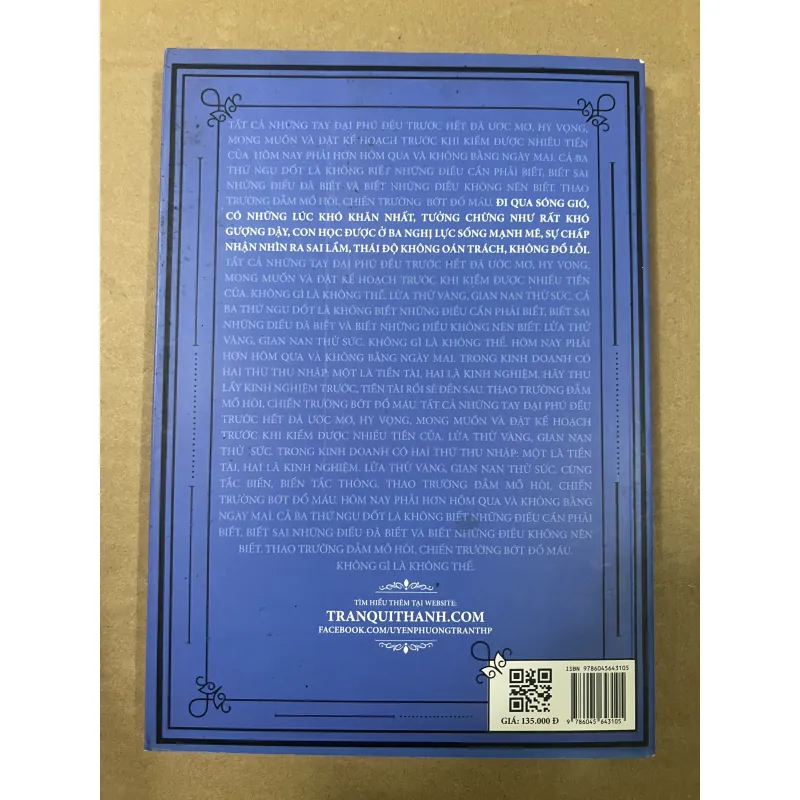 TẤT CẢ NHỮNG TAY ĐẠI PHÚ ĐỀU TRƯỚC HẾT ĐÃ ƯỚC MƠ, HY VỌNG,
MONG MUỐN VÀ ĐẶT KẾ HOẠCH TRƯỚC KHI KIẾM ĐƯỢC NHIỀU TIỀN
CỦA. HÔM NAY PHẢI HƠN HÔM QUA VÀ KHÔNG BẰNG NGÀY MAI. CẢ BA
THỨ NGU DỐT LÀ KHÔNG BIẾT NHỮNG ĐIỀU CẦN PHẢI BIẾT, BIẾT SAI
NHỮNG ĐIỀU ĐÃ BIẾT VÀ BIẾT NHỮNG ĐIỀU KHÔNG NÊN BIẾT. THAO
TRƯỜNG ĐẪM MỒ HÔI, CHIẾN TRƯỜNG BỚT ĐỔ MÁU. ĐI QUA SÓNG GIÓ,
CÓ NHỮNG LÚC KHÓ KHĂN NHẤT, TƯỞNG CHỪNG NHƯ RẤT KHÓ
GƯỢNG DẬY, CON HỌC ĐƯỢC Ở BA NGHỊ LỰC SỐNG MẠNH MẼ, SỰ CHẤP
NHẬN NHÌN RA SAI LẦM, THÁI ĐỘ KHÔNG OÁN TRÁCH, KHÔNG ĐỔ LỖI.
TẤT CẢ NHỮNG TAY ĐẠI PHÚ ĐỀU TRƯỚC HẾT ĐÃ ƯỚC MƠ, HY VỌNG,
MONG MUỐN VÀ ĐẶT KẾ HOẠCH TRƯỚC KHI KIẾM ĐƯỢC NHIỀU TIỀN
CỦA. KHÔNG GÌ LÀ KHÔNG THỂ. LỬA THỬ VÀNG, GIAN NAN THỬ SỨC. CẢ
BA THỨ NGU DỐT LÀ KHÔNG BIẾT NHỮNG ĐIỀU CẦN PHẢI BIẾT, BIẾT SAI
NHỮNG ĐIỀU ĐÃ BIẾT VÀ BIẾT NHỮNG ĐIỀU KHÔNG NÊN BIẾT. LỬA THỬ
VÀNG, GIAN NAN THỬ SỨC. KHÔNG GÌ LÀ KHÔNG THỂ. HÔM NAY PHẢI
HƠN HÔM QUA VÀ KHÔNG BẰNG NGÀY MAI. TRONG KINH DOANH CÓ
HAI THỨ THU NHẬP: MỘT LÀ TIỀN TÀI, HAI LÀ KINH NGHIỆM. HÃY THU
LẤY KINH NGHIỆM TRƯỚC, TIỀN TÀI RỒI SẼ ĐẾN SAU. THAO TRƯỜNG ĐẪM
MỒ HÔI, CHIẾN TRƯỜNG BỚT ĐỔ MÁU. TẤT CẢ NHỮNG TAY ĐẠI PHÚ ĐỀU
TRƯỚC HẾT ĐÃ ƯỚC MƠ, HY VỌNG, MONG MUỐN VÀ ĐẶT KẾ HOẠCH
TRƯỚC KHI KIẾM ĐƯỢC NHIỀU TIỀN CỦA. LỬA THỬ VÀNG, GIAN NAN
THỬ SỨC. TRONG KINH DOANH CÓ HAI THỨ THU NHẬP: MỘT LÀ TIỀN
TÀI, HAI LÀ KINH NGHIỆM. LỬA THỬ VÀNG, GIAN NAN THỬ SỨC. CÙNG
TẮC BIẾN, BIẾN TẮC THÔNG. THAO TRƯỜNG ĐẪM MỒ HÔI, CHIẾN
TRƯỜNG BỚT ĐỔ MÁU. HÔM NAY PHẢI HƠN HÔM QUA VÀ KHÔNG BẰNG
NGÀY MAI. CẢ BA THỨ NGU DỐT LÀ KHÔNG BIẾT NHỮNG ĐIỀU CẦN PHẢI
BIẾT, BIẾT SAI NHỮNG ĐIỀU ĐÃ BIẾT VÀ BIẾT NHỮNG ĐIỀU KHÔNG NÊN
BIẾT. THAO TRƯỜNG ĐẪM MỒ HÔI, CHIẾN TRƯỜNG BỚT ĐỔ MÁU.
KHÔNG GÌ LÀ KHÔNG THỂ.
TÌM HIỂU THÊM TẠI WEBSITE:
TRANQUITHANH.COM
FACEBOOK.COM/UYENPHUONGTRANTHP
GIÁ: 135.000 Đ
ISBN 9786045643105
9 786045 643105